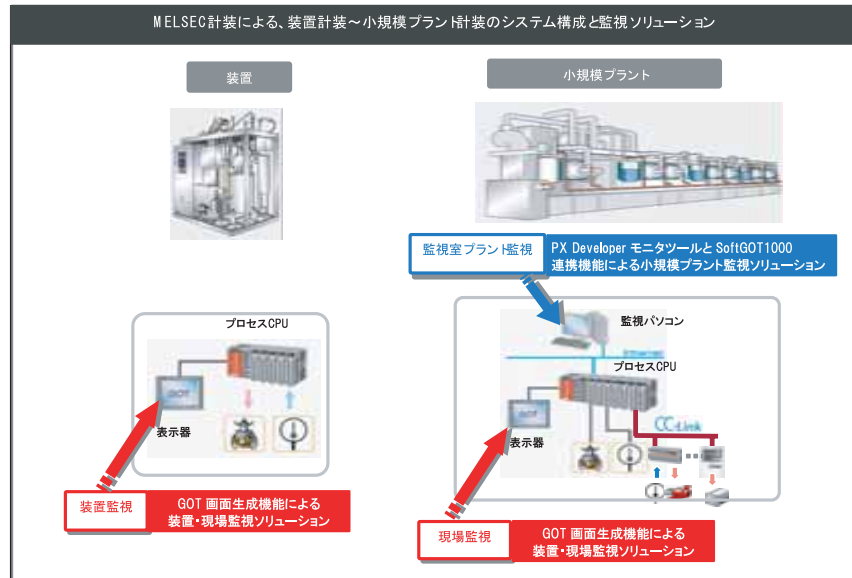 MELSEC計装による、装置計装～小規模プラント計装のシステム構成と監視ソリューション
装置
小規模プラント
監視室プラント監視
PX Developer モニタツールと SoftGOT1000
連携機能による小規模プラント監視ソリューション
プロセスCPU
GOT
表示器
装置監視
GOT 画面生成機能による
装置・現場監視ソリューション
監視パソコン
Ethernet
プロセスCPU
CC-Link
GOT
表示器
現場監視
GOT 画面生成機能による
装置・現場監視ソリューション